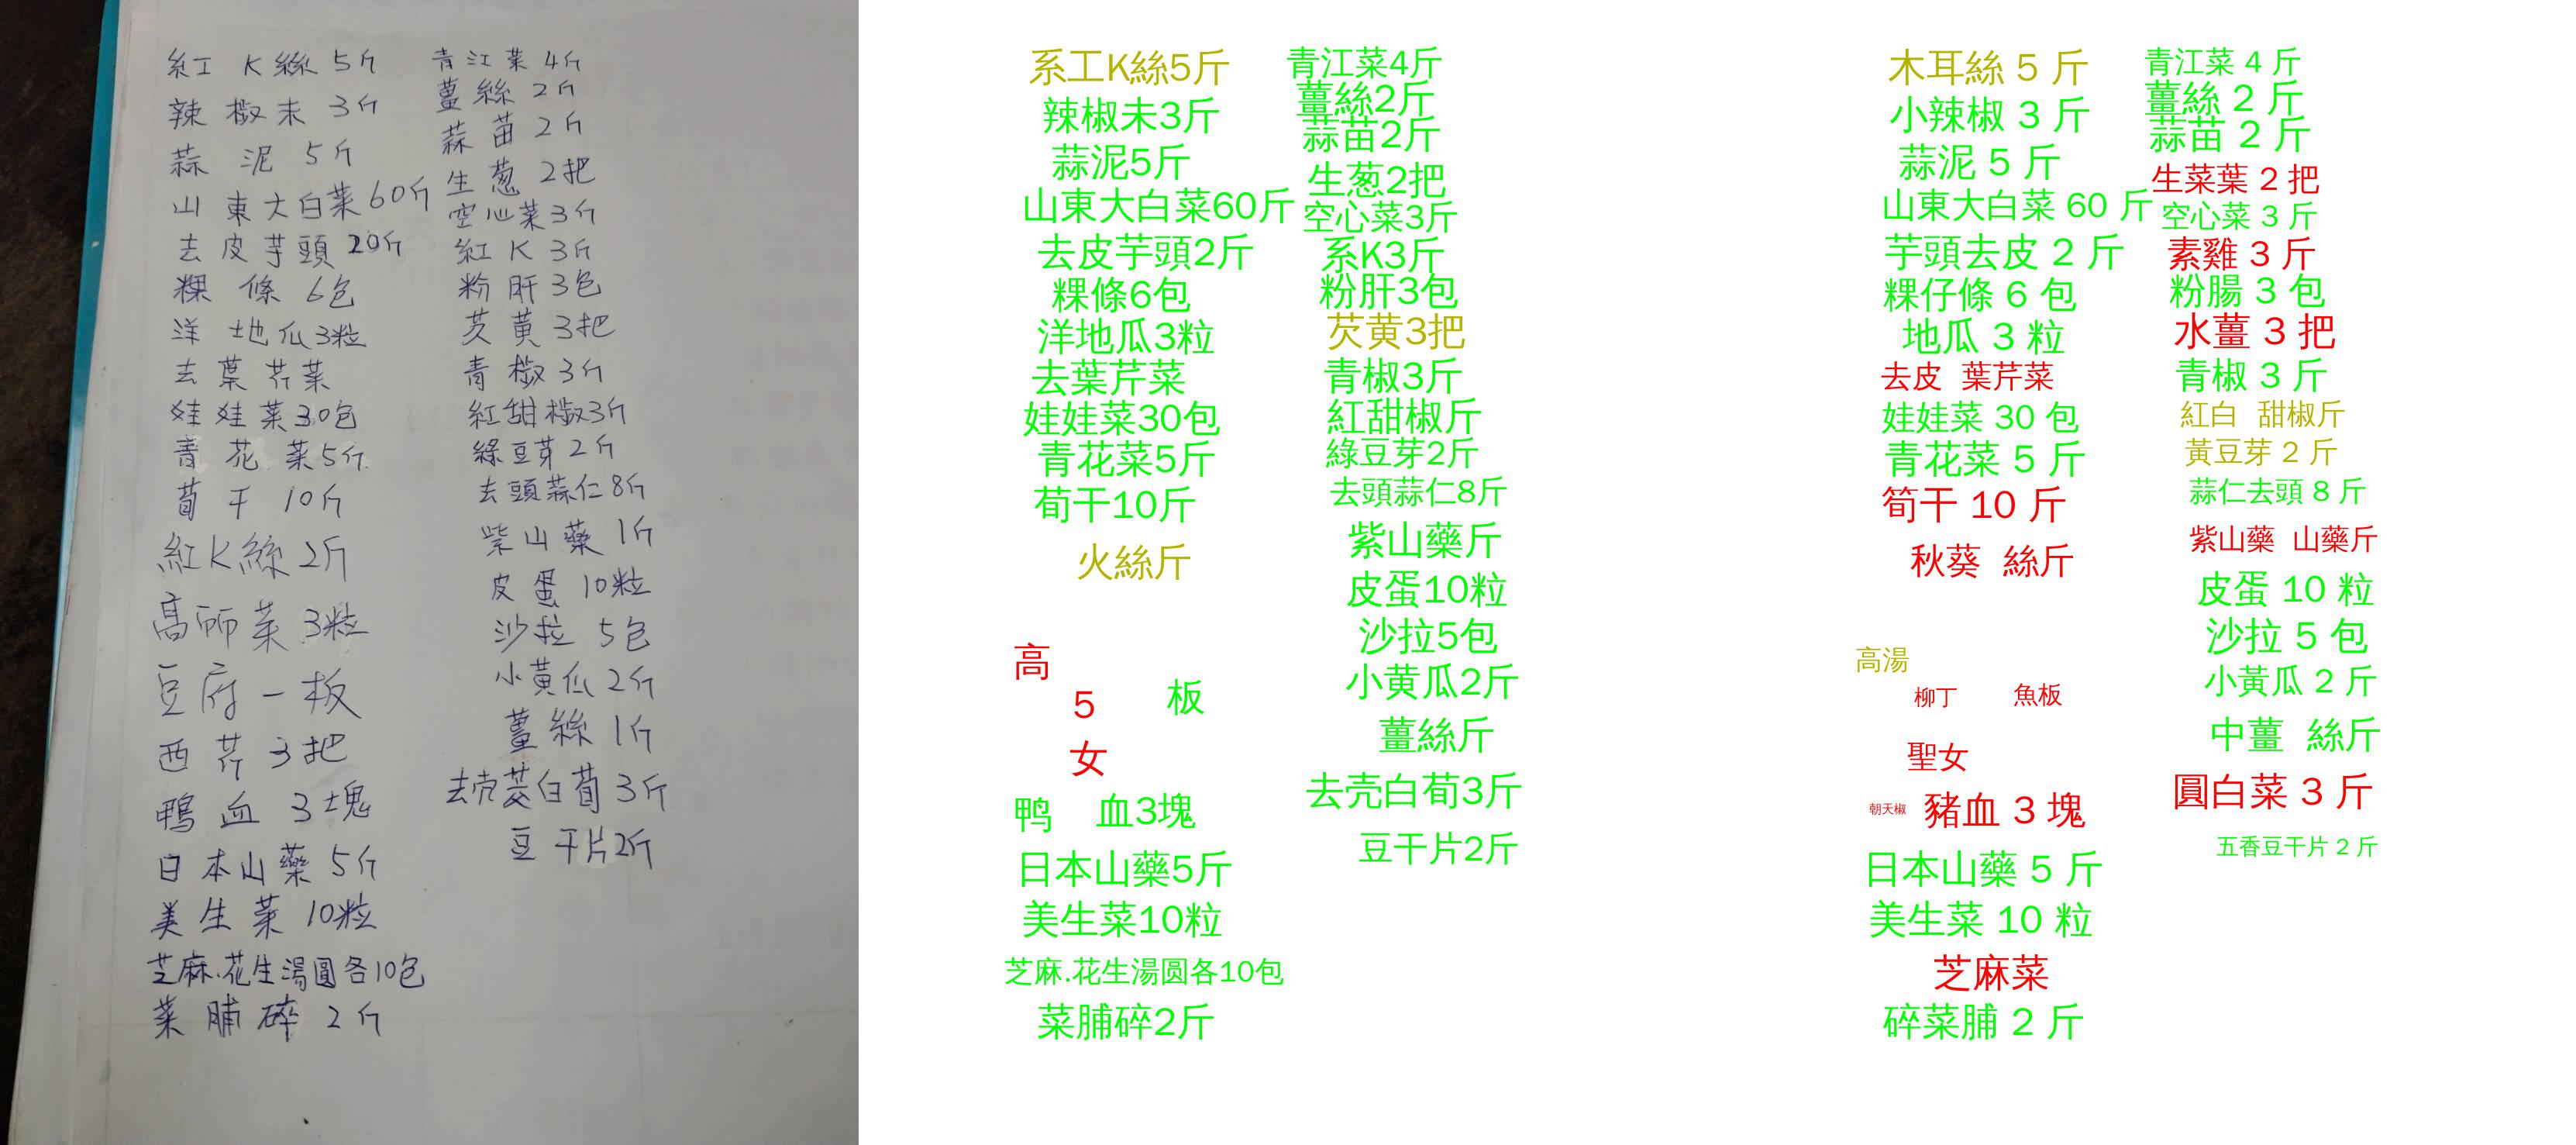 紅K絲 5斤
辣椒末 3斤
蒜泥 5斤
山東大白菜 60斤
去皮芋頭 20斤
粿條 6包
洋地瓜 3粒
去葉芹菜
娃娃菜 30包
青花菜 5斤
荀干 10斤
紅K絲 2斤
高丽菜 3粒
豆府一板
西芹 3把
鴨血 3塊
日本山藥 5斤
美生菜 10粒
芝麻.花生湯圓各10包
菜脯碎 2斤
青江菜 4斤
薑絲 2斤
蒜苗 2斤
生葱 2把
空心菜 3斤
紅K 3斤
粉肝 3包
芡黃 3把
青椒 3斤
紅甜椒 3斤
綠豆芽 2斤
去頭蒜仁 8斤
紫山藥 1斤
皮蛋 10粒
沙拉 5包
小黃瓜 2斤
薑絲 1斤
去壳茭白荀 3斤
豆干片 2斤
系工K絲5斤
辣椒未3斤
蒜泥5斤
山東大白菜60斤
去皮芋頭2斤
粿條6包
洋地瓜3粒
去葉芹菜
娃娃菜30包
青花菜5斤
荀干10斤
火絲斤
高
5 板
女
鸭 血3塊
日本山藥5斤
美生菜10粒
芝麻.花生湯圆各10包
菜脯碎2斤
青江菜4斤
薑絲2斤
蒜苗2斤
生葱2把
空心菜3斤
系K3斤
粉肝3包
芡黄3把
青椒3斤
紅甜椒斤
綠豆芽2斤
去頭蒜仁8斤
紫山藥斤
皮蛋10粒
沙拉5包
小黄瓜2斤
薑絲斤
去壳白荀3斤
豆干片2斤
木耳絲 5 斤
小辣椒 3 斤
蒜泥 5 斤
山東大白菜 60 斤
芋頭去皮 2 斤
粿仔條 6 包
地瓜 3 粒
去皮 葉芹菜
娃娃菜 30 包
青花菜 5 斤
筍干 10 斤
秋葵 絲斤
高湯
柳丁 魚板
聖女
朝天椒 豬血 3 塊
日本山藥 5 斤
美生菜 10 粒
芝麻菜
碎菜脯 2 斤
青江菜 4 斤
薑絲 2 斤
蒜苗 2 斤
生菜葉 2 把
空心菜 3 斤
素雞 3 斤
粉腸 3 包
水薑 3 把
青椒 3 斤
紅白 甜椒斤
黃豆芽 2 斤
蒜仁去頭 8 斤
紫山藥 山藥斤
皮蛋 10 粒
沙拉 5 包
小黃瓜 2 斤
中薑 絲斤
圓白菜 3 斤
五香豆干片 2 斤